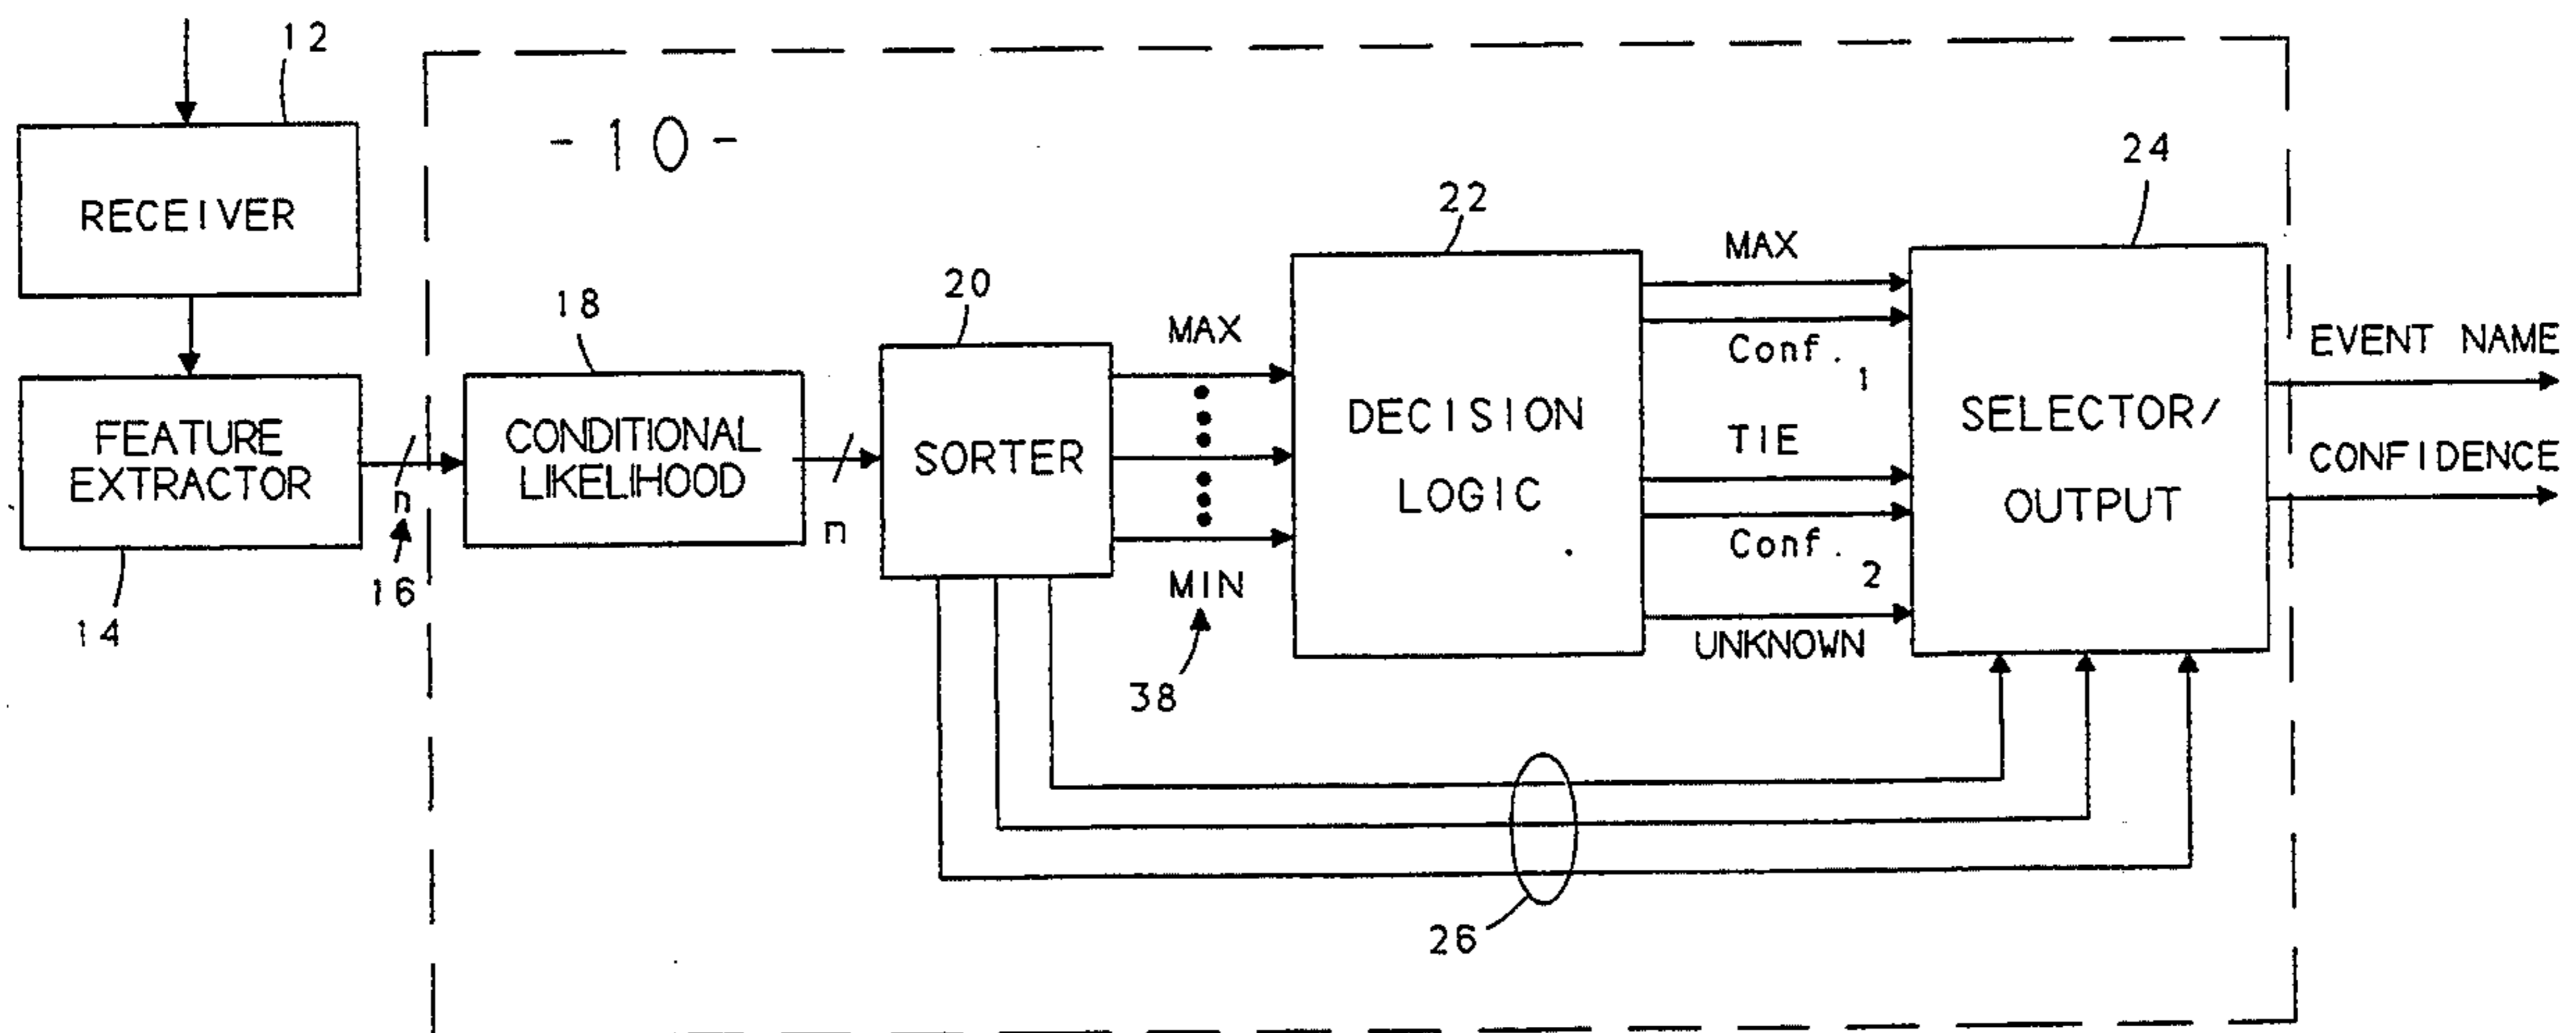 12
- 10 -
RECEIVER
24
22
MAX
20
18
MAX
Conf. 1
EVENT NAME
FEATURE
EXTRACTOR
CONDITIONAL
LIKELIHOOD
SORTER
DECISION
LOGIC
TIE
SELECTOR/
OUTPUT
CONFIDENCE
n
n
Conf. 2
16
14
MIN
UNKNOWN
38
26